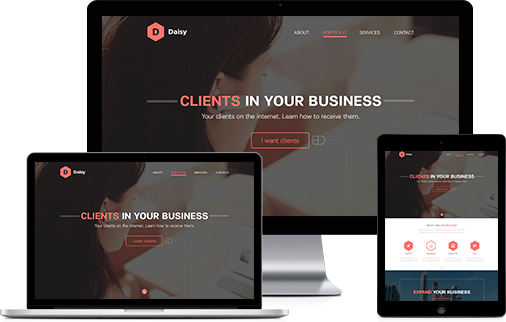 D Daisy
ABOUT PORTFOLIO SERVICES CONTACT
CLIENTS IN YOUR BUSINESS
Your clients on the internet. Learn how to receive them.
I want clients
D Daisy
ABOUT PORTFOLIO SERVICES CONTACT
CLIENTS IN YOUR BUSINESS
Your clients on the internet. Learn how to receive them.
I want clients
D Daisy
CLIENTS IN YOUR BUSINESS
EXPAND YOUR BUSINESS